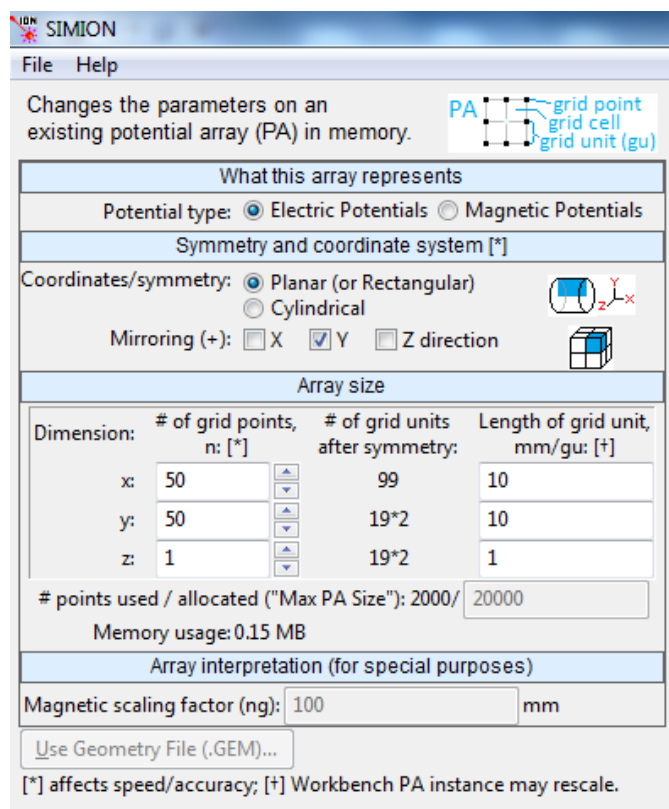 ION
SIMION
File Help
Changes the parameters on an
existing potential array (PA) in memory.
PA
grid point
grid cell
grid unit (gu)
What this array represents
Potential type: Electric Potentials Magnetic Potentials
Symmetry and coordinate system [*]
Coordinates/symmetry: Planar (or Rectangular)
Cylindrical
Y
z x
Mirroring (+): X Y Z direction
Array size
Dimension: # of grid points, n: [*] # of grid units after symmetry: Length of grid unit, mm/gu: [†]
x: 50 99 10
y: 50 19*2 10
z: 1 19*2 1
# points used / allocated ("Max PA Size"): 2000/ 20000
Memory usage: 0.15 MB
Array interpretation (for special purposes)
Magnetic scaling factor (ng): 100 mm
Use Geometry File (.GEM)...
[*] affects speed/accuracy; [†] Workbench PA instance may rescale.